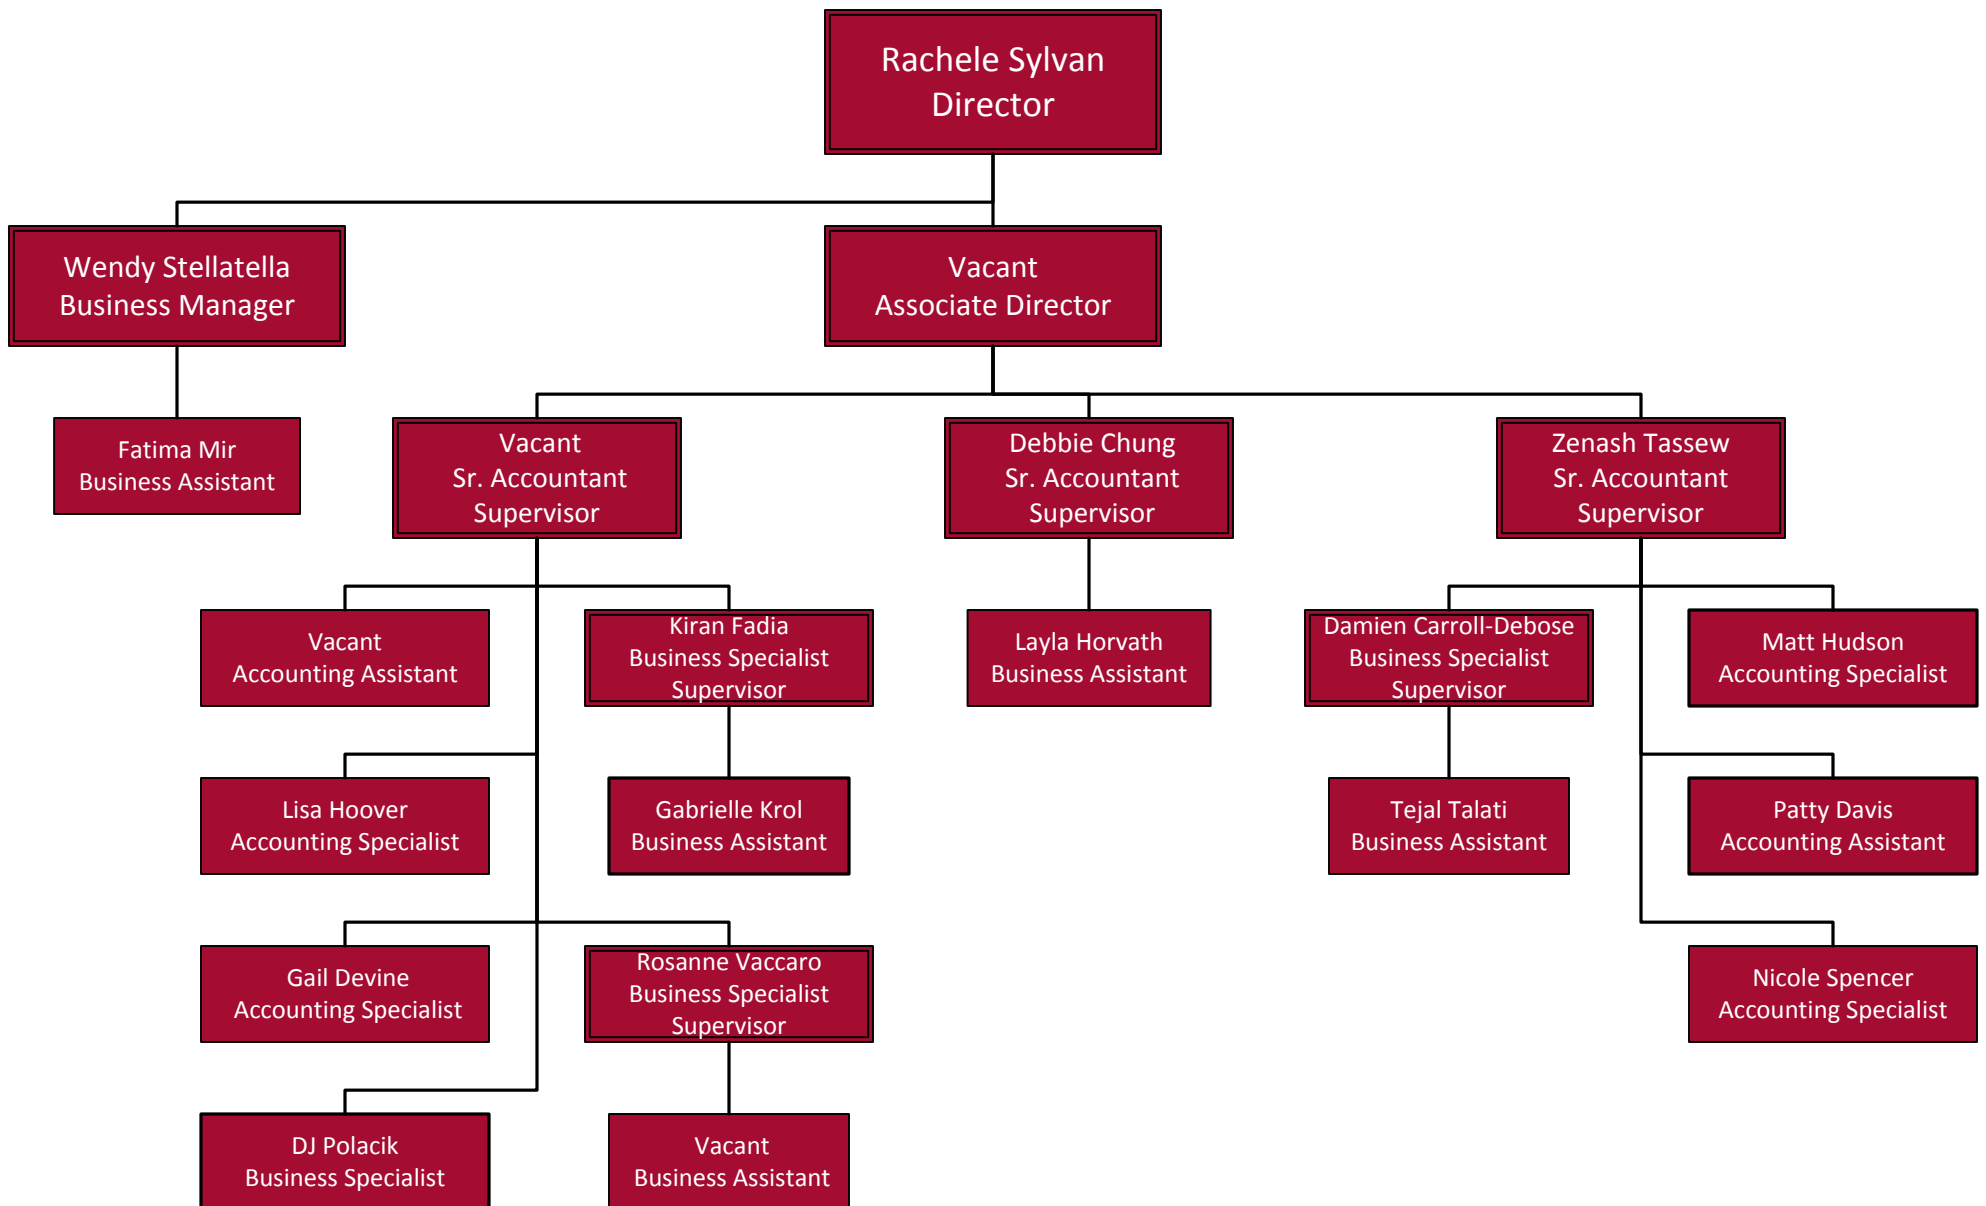 Rachele Sylvan
Director
Wendy Stellatella
Business Manager
Vacant
Associate Director
Fatima Mir
Business Assistant
Vacant
Sr. Accountant
Supervisor
Debbie Chung
Sr. Accountant
Supervisor
Zenash Tassew
Sr. Accountant
Supervisor
Vacant
Accounting Assistant
Kiran Fadia
Business Specialist
Supervisor
Layla Horvath
Business Assistant
Damien Carroll-Debose
Business Specialist
Supervisor
Matt Hudson
Accounting Specialist
Lisa Hoover
Accounting Specialist
Gabrielle Krol
Business Assistant
Tejal Talati
Business Assistant
Patty Davis
Accounting Assistant
Gail Devine
Accounting Specialist
Rosanne Vaccaro
Business Specialist
Supervisor
Nicole Spencer
Accounting Specialist
DJ Polacik
Business Specialist
Vacant
Business Assistant